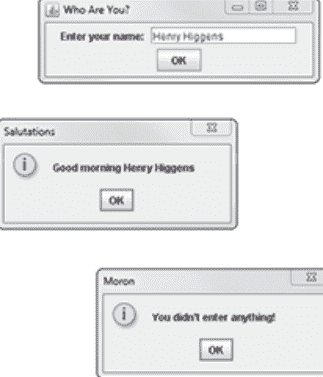 Who Are You?
Enter your name: Henry Higgens
OK
Salutations
Good morning Henry Higgens
OK
Moron
You didn't enter anything!
OK